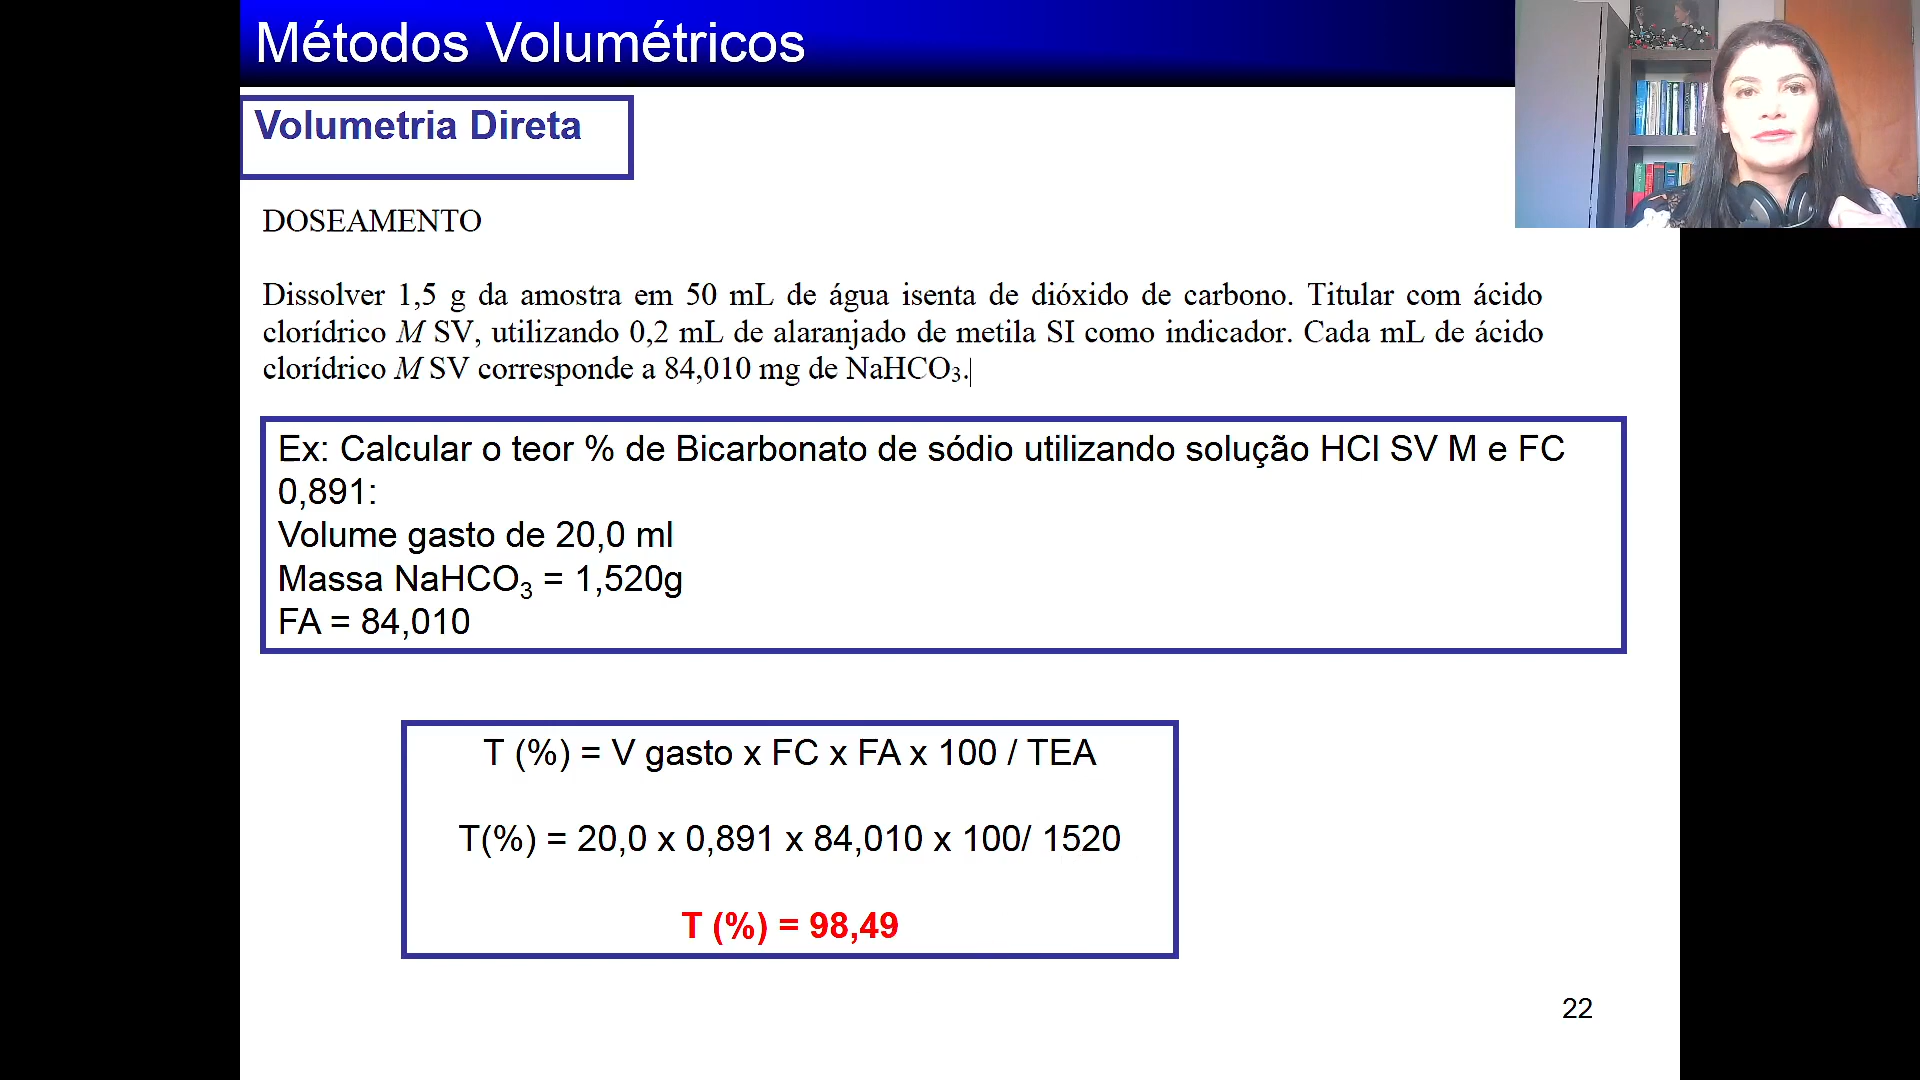 Métodos Volumétricos
Volumetria Direta
DOSEAMENTO
Dissolver 1,5 g da amostra em 50 mL de água isenta de dióxido de carbono. Titular com ácido
clorídrico M SV, utilizando 0,2 mL de alaranjado de metila SI como indicador. Cada mL de ácido
clorídrico M SV corresponde a 84,010 mg de NaHCO₃.
Ex: Calcular o teor % de Bicarbonato de sódio utilizando solução HCl SV M e FC
0,891:
Volume gasto de 20,0 ml
Massa NaHCO₃ = 1,520g
FA = 84,010
T (%) = V gasto x FC x FA x 100 / TEA
T(%) = 20,0 x 0,891 x 84,010 x 100/ 1520
T (%) = 98,49
22